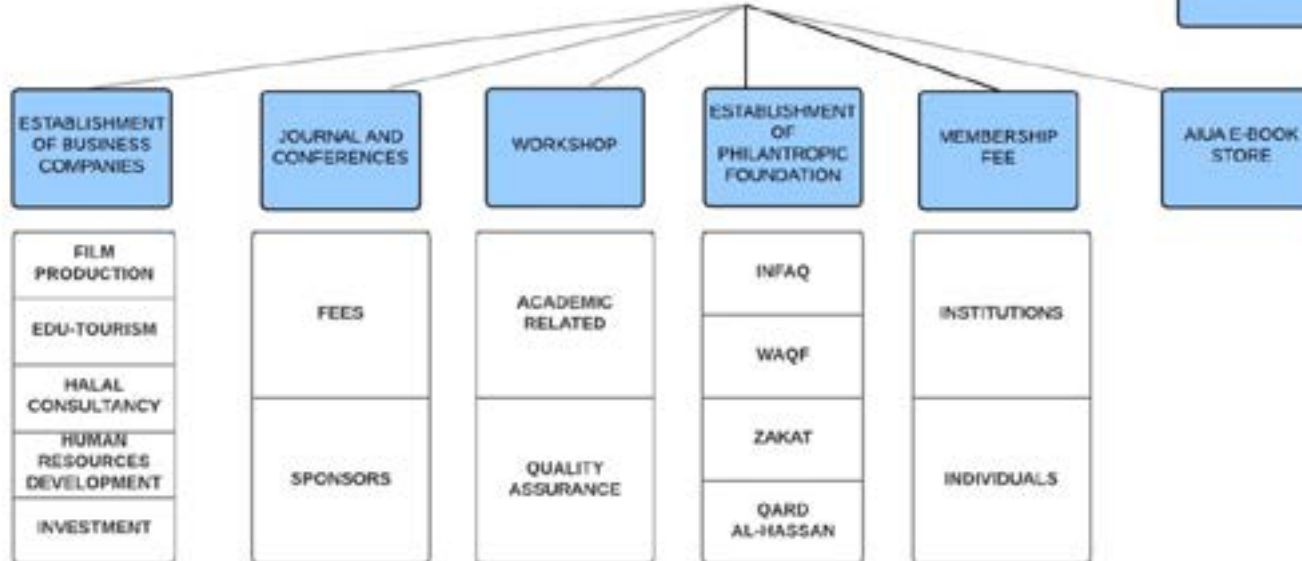 ESTABLISHMENT
OF BUSINESS
COMPANIES
JOURNAL AND
CONFERENCES
WORKSHOP
ESTABLISHMENT
OF
PHILANTROPIC
FOUNDATION
MEMBERSHIP
FEE
AIUA E-BOOK
STORE
FILM
PRODUCTION
EDU-TOURISM
HALAL
CONSULTANCY
HUMAN
RESOURCES
DEVELOPMENT
INVESTMENT
FEES
SPONSORS
ACADEMIC
RELATED
QUALITY
ASSURANCE
INFAQ
WAQF
ZAKAT
QARD
AL-HASSAN
INSTITUTIONS
INDIVIDUALS